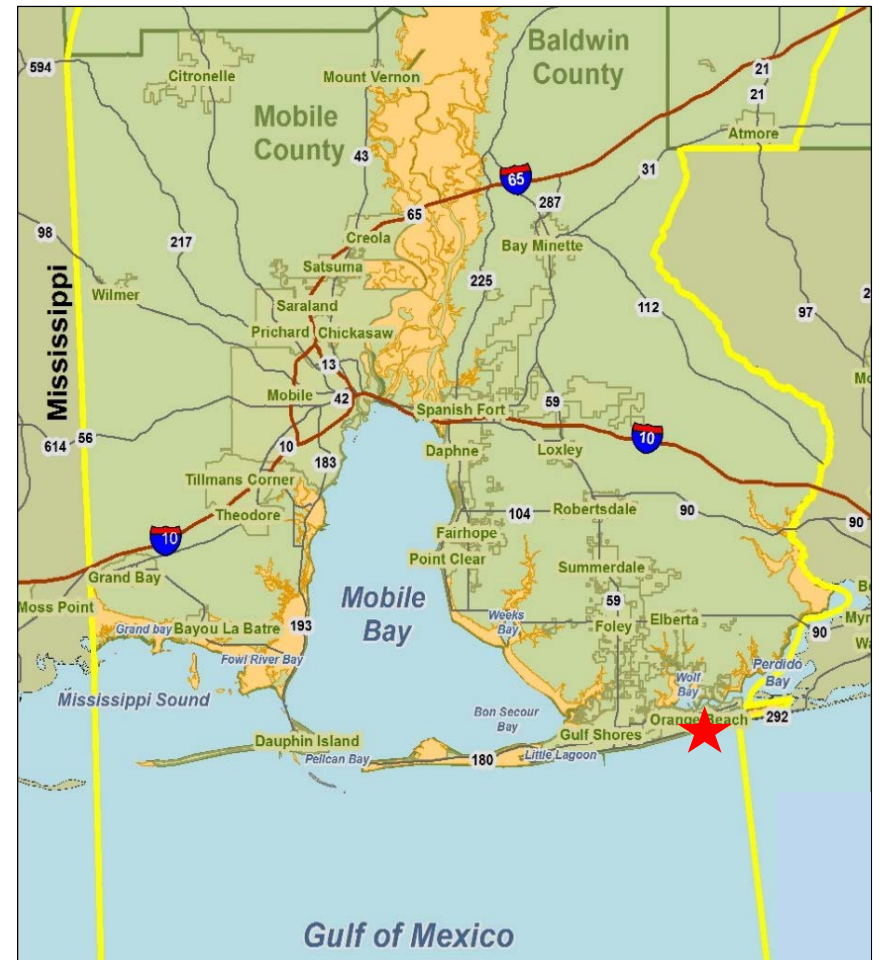 Baldwin
County
594
Citronelle
Mount Vernon
21
21
Mobile
County
Atmore
43
31
65
287
65
98
217
Creola
Bay Minette
Satsuma
225
Wilmer
Saraland
112
97
Prichard Chickasaw
Mississippi
13
Mobile
42
Spanish Fort
59
614
56
10
183
Daphne
Loxley
10
Tillmans Corner
Theodore
104
Robertsdale
90
90
10
Fairhope
Point Clear
Grand Bay
Summerdale
Moss Point
Mobile
Bay
59
Weeks
Bay
Foley
Elberta
Grand bay
Bayou La Batre
193
90
Fowl River Bay
Wolf
Bay
Perdido
Bay
Mississippi Sound
Bon Secour
Bay
Orange Beach
292
Dauphin Island
Gulf Shores
Pelican Bay
180
Little Lagoon
Gulf of Mexico